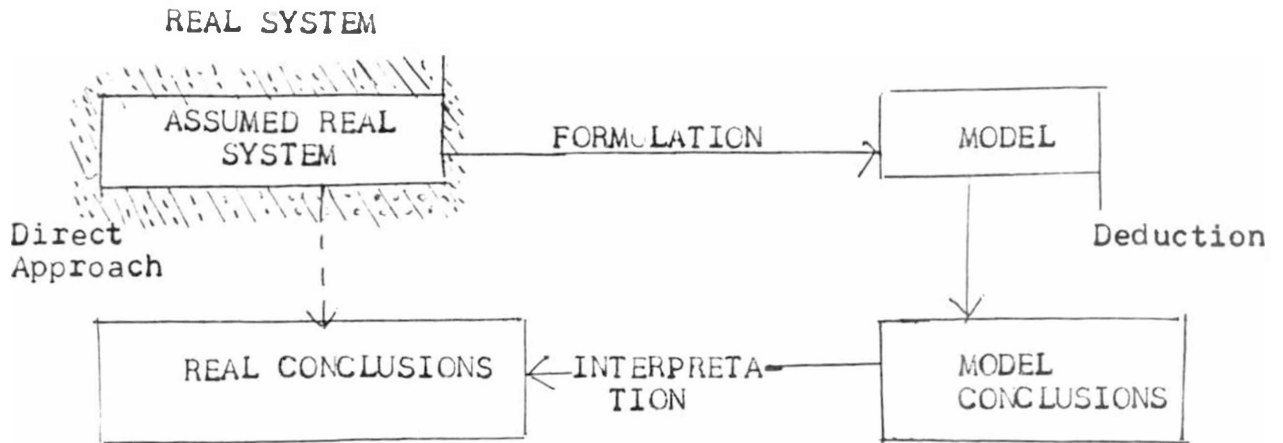 REAL SYSTEM
ASSUMED REAL
SYSTEM
FORMULATION
MODEL
Direct
Approach
Deduction
REAL CONCLUSIONS
INTERPRETA-
TION
MODEL
CONCLUSIONS